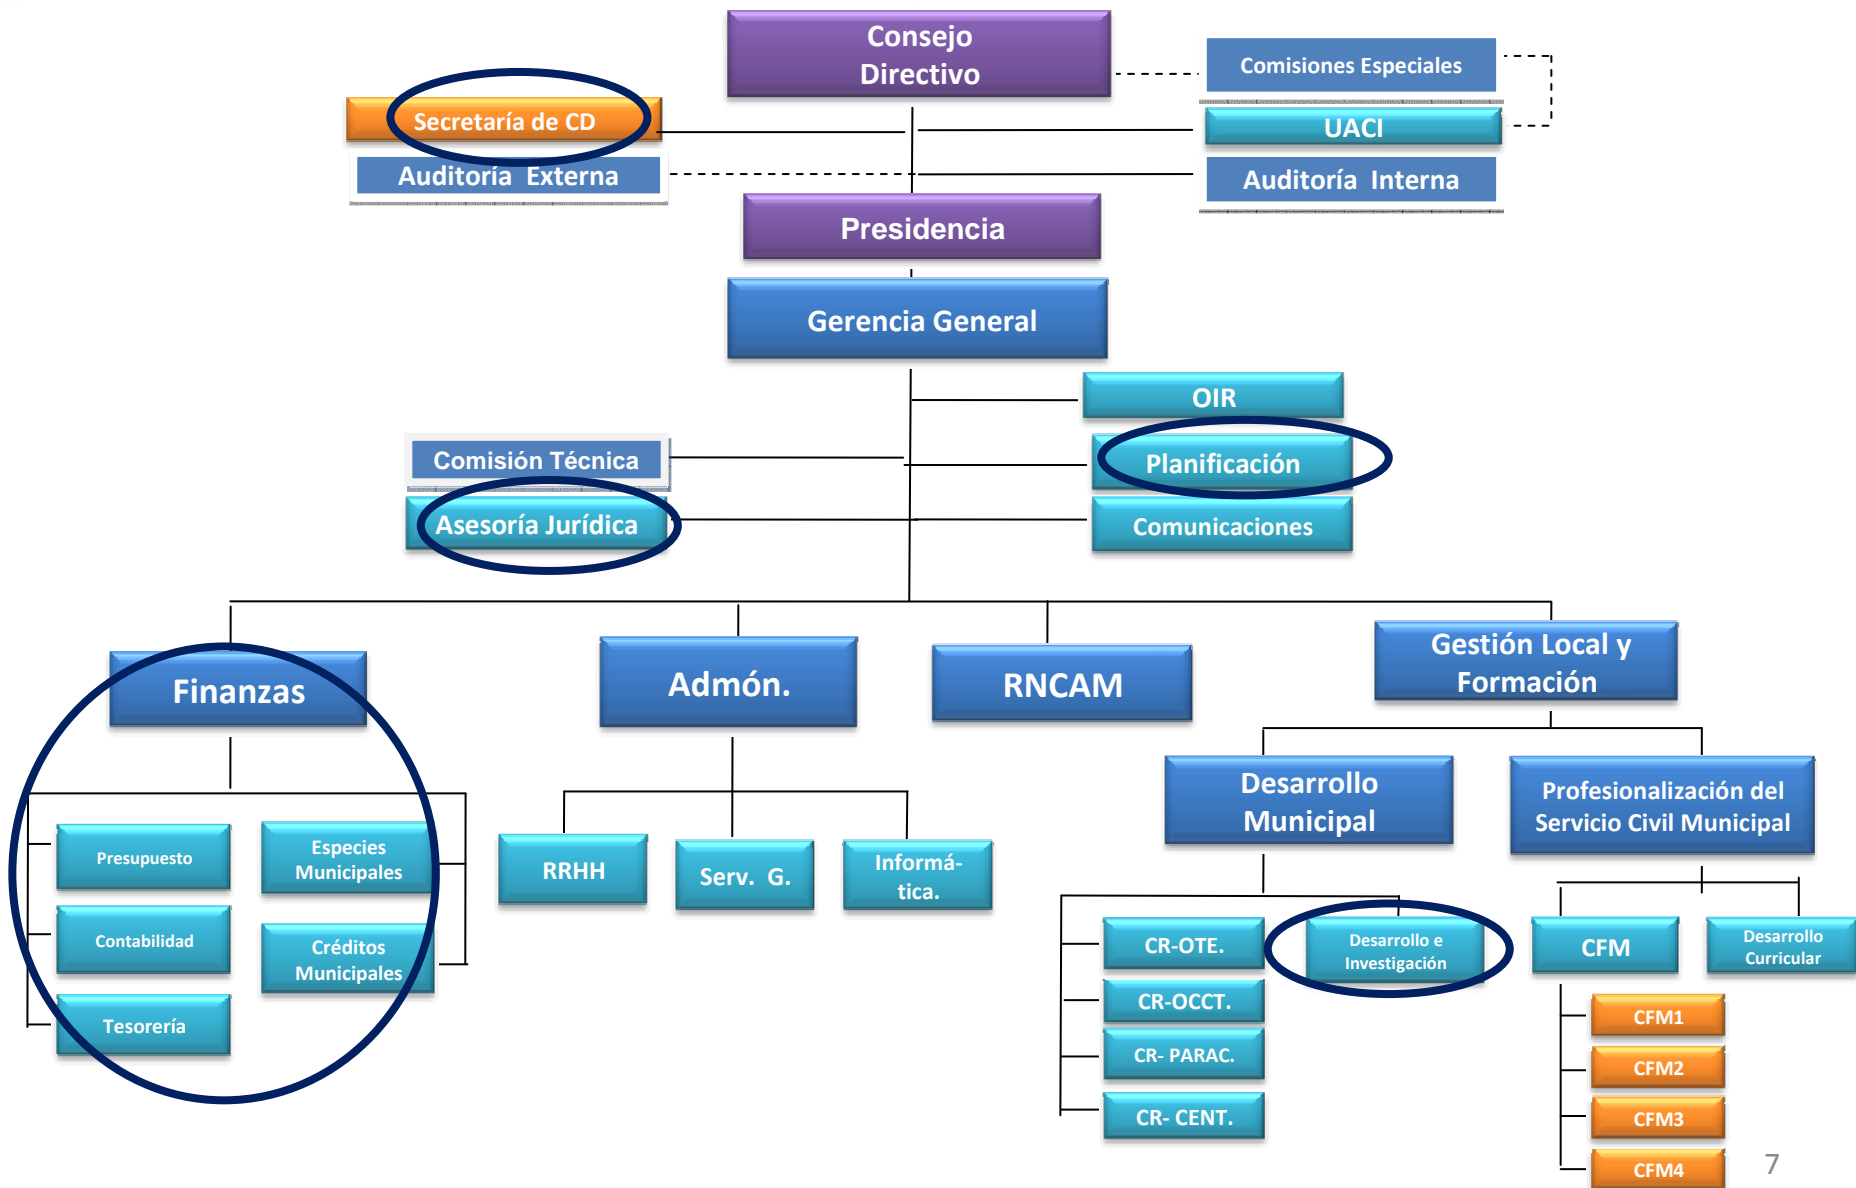 Consejo
Directivo
Comisiones Especiales
Secretaría de CD
UACI
Auditoría Externa
Auditoría Interna
Presidencia
Gerencia General
OIR
Comisión Técnica
Planificación
Asesoría Jurídica
Comunicaciones
Finanzas
Admón.
RNCAM
Gestión Local y
Formación
Desarrollo
Municipal
Profesionalización del
Servicio Civil Municipal
Presupuesto
Especies
Municipales
Contabilidad
Créditos
Municipales
Tesorería
RRHH
Serv. G.
Informá-
tica.
CR-OTE.
CR-OCCT.
CR- PARAC.
CR- CENT.
Desarrollo e
Investigación
CFM
Desarrollo
Curricular
CFM1
CFM2
CFM3
CFM4
7